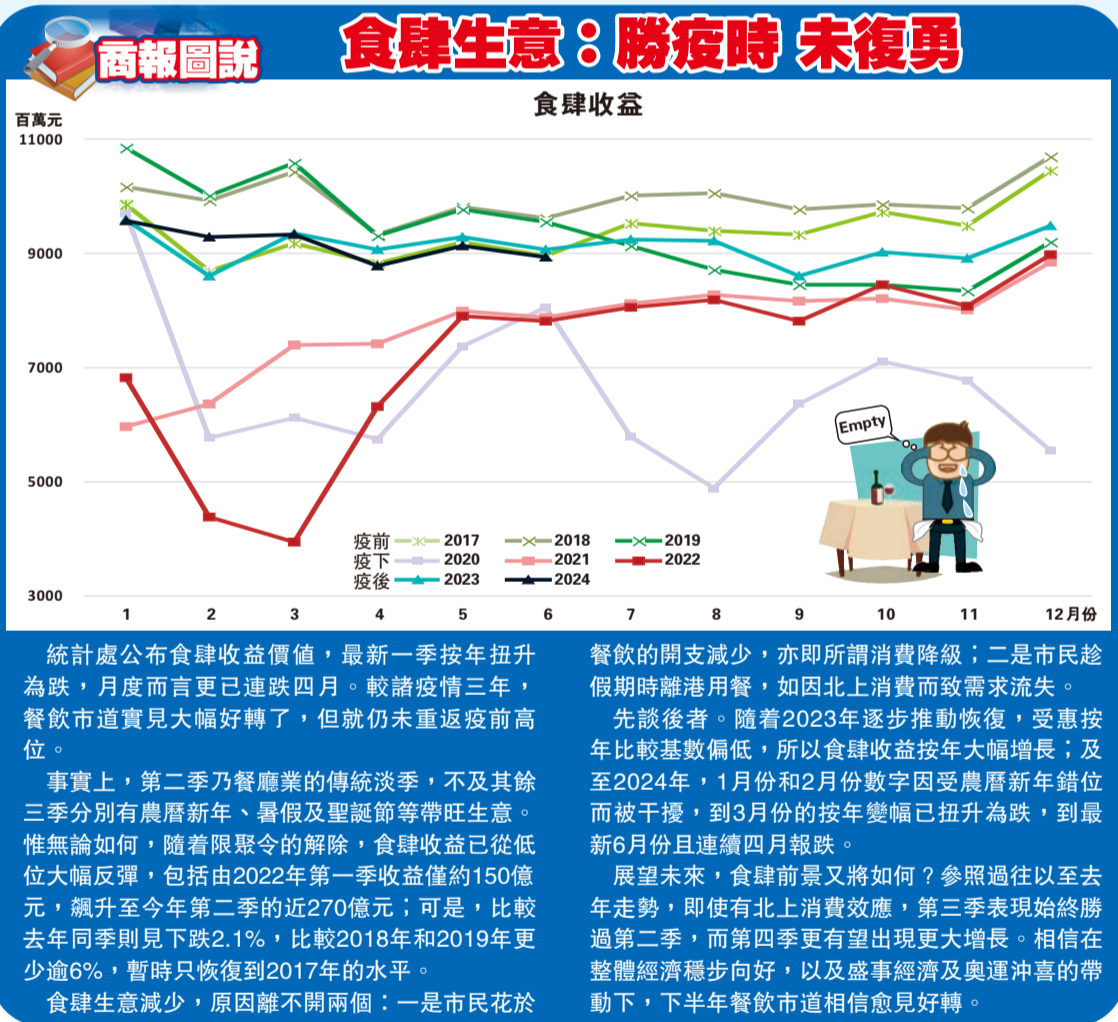 商報圖說
食肆生意：勝疫時 未復勇
食肆收益
百萬元
11000
9000
7000
5000
3000
Empty
疫前 2017 2018 2019
疫下 2020 2021 2022
疫後 2023 2024
1 2 3 4 5 6 7 8 9 10 11 12月份
統計處公布食肆收益價值，最新一季按年扭升
為跌，月度而言更已連跌四月。較諸疫情三年，
餐飲市道實見大幅好轉了，但就仍未重返疫前高
位。
事實上，第二季乃餐廳業的傳統淡季，不及其餘
三季分別有農曆新年、暑假及聖誕節等帶旺生意。
惟無論如何，隨着限聚令的解除，食肆收益已從低
位大幅反彈，包括由2022年第一季收益僅約150億
元，飆升至今年第二季的近270億元；可是，比較
去年同季則見下跌2.1%，比較2018年和2019年更
少逾6%，暫時只恢復到2017年的水平。
食肆生意減少，原因離不開兩個：一是市民花於
餐飲的開支減少，亦即所謂消費降級；二是市民趁
假期時離港用餐，如因北上消費而致需求流失。
先談後者。隨着2023年逐步推動恢復，受惠按
年比較基數偏低，所以食肆收益按年大幅增長；及
至2024年，1月份和2月份數字因受農曆新年錯位
而被干擾，到3月份的按年變幅已扭升為跌，到最
新6月份且連續四月報跌。
展望未來，食肆前景又將如何？參照過往以至去
年走勢，即使有北上消費效應，第三季表現始終勝
過第二季，而第四季更有望出現更大增長。相信在
整體經濟穩步向好，以及盛事經濟及奧運沖喜的帶
動下，下半年餐飲市道相信愈見好轉。